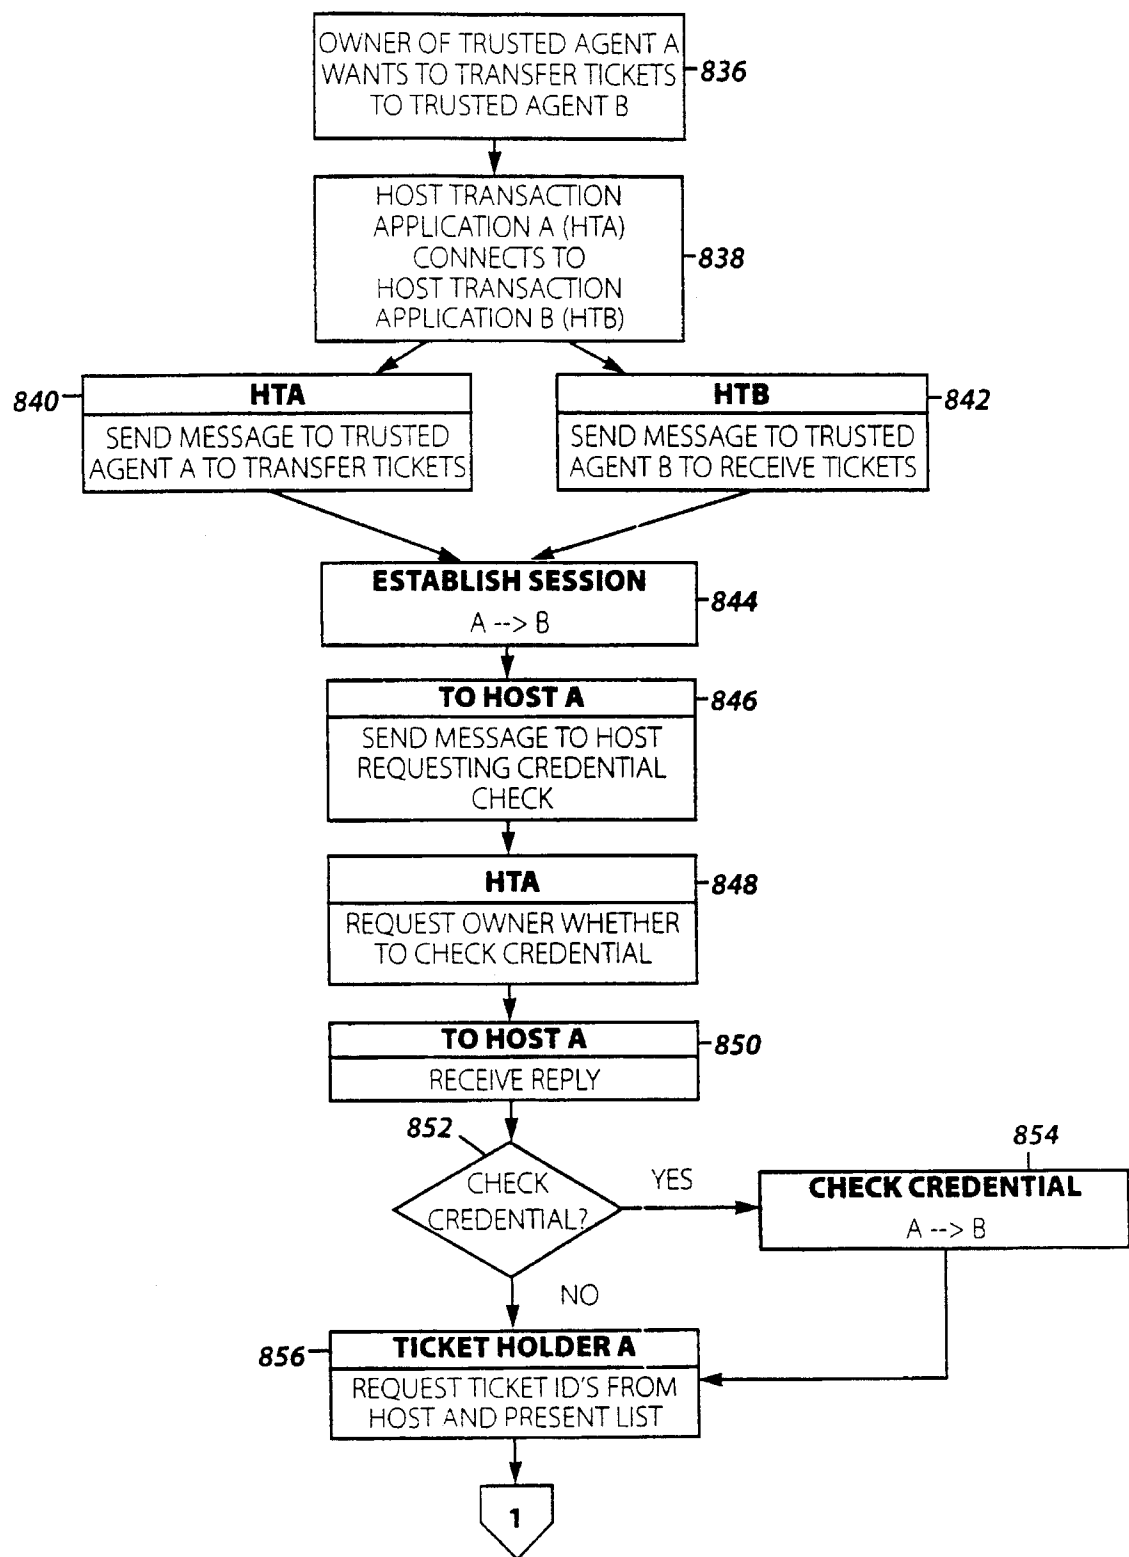 OWNER OF TRUSTED AGENT A
WANTS TO TRANSFER TICKETS
TO TRUSTED AGENT B
836
HOST TRANSACTION
APPLICATION A (HTA)
CONNECTS TO
HOST TRANSACTION
APPLICATION B (HTB)
838
840
HTA
SEND MESSAGE TO TRUSTED
AGENT A TO TRANSFER TICKETS
HTB
842
SEND MESSAGE TO TRUSTED
AGENT B TO RECEIVE TICKETS
ESTABLISH SESSION
844
A --> B
TO HOST A
846
SEND MESSAGE TO HOST
REQUESTING CREDENTIAL
CHECK
HTA
848
REQUEST OWNER WHETHER
TO CHECK CREDENTIAL
TO HOST A
850
RECEIVE REPLY
852
CHECK
CREDENTIAL?
YES
854
CHECK CREDENTIAL
A --> B
NO
856
TICKET HOLDER A
REQUEST TICKET ID'S FROM
HOST AND PRESENT LIST
1